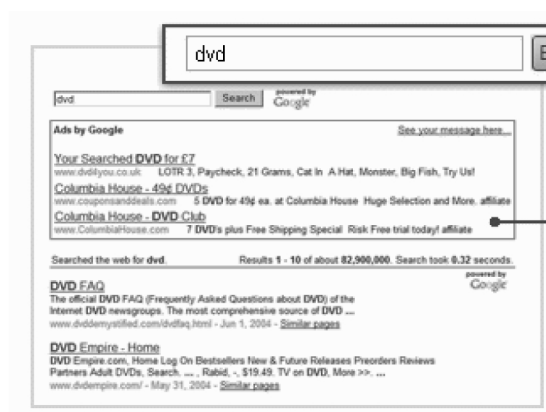 dvd
E
dvd Search powered by Google
Ads by Google See your message here...
Your Searched DVD for £7
www.dvd4you.co.uk LOTR 3, Paycheck, 21 Grams, Cat In A Hat, Monster, Big Fish, Try Us!
Columbia House - 49¢ DVDs
www.couponsanddeals.com 5 DVD for 49¢ ea. at Columbia House Huge Selection and More. affiliate
Columbia House - DVD Club
www.ColumbiaHouse.com 7 DVD's plus Free Shipping Special Risk Free trial today! affiliate
Searched the web for dvd. Results 1 - 10 of about 82,900,000. Search took 0.32 seconds.
powered by Google
DVD FAQ
The official DVD FAQ (Frequently Asked Questions about DVD) of the
Internet DVD newsgroups. The most comprehensive source of DVD ...
www.dvddemystified.com/dvdfaq.html - Jun 1, 2004 - Similar pages
DVD Empire - Home
DVD Empire.com, Home Log On Bestsellers New & Future Releases Preorders Reviews
Partners Adult DVDs, Search. ... , Rabid, -, $19.49. TV on DVD, More >>. ...
www.dvdempire.com/ - May 31, 2004 - Similar pages